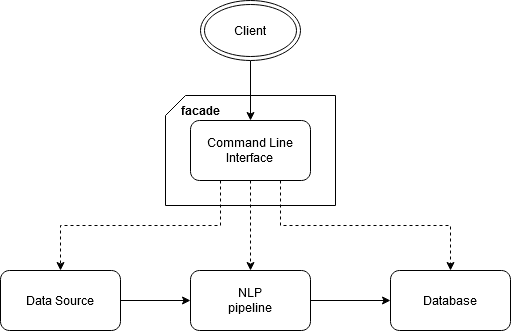 Client
facade
Command Line
Interface
Data Source
NLP
pipeline
Database